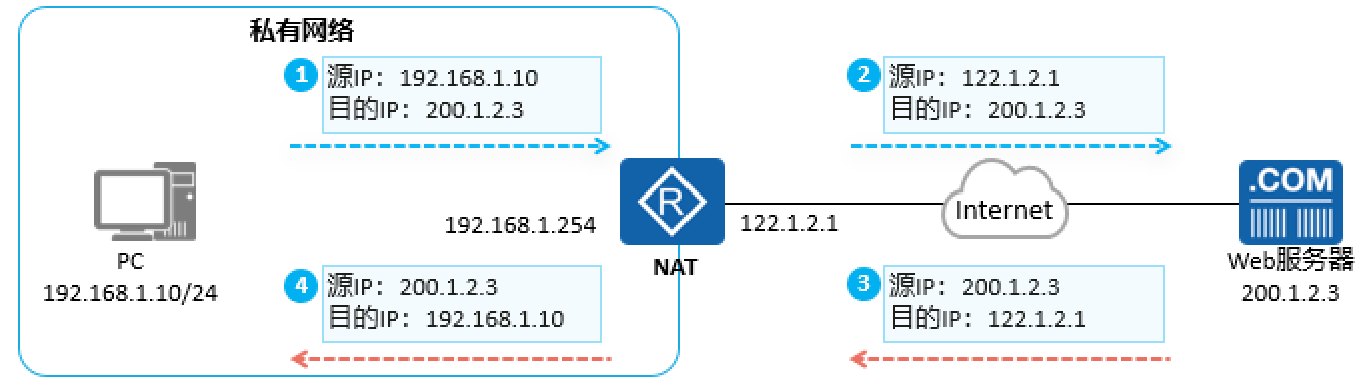 私有网络
1
源IP：192.168.1.10
目的IP：200.1.2.3
2
源IP：122.1.2.1
目的IP：200.1.2.3
R
.COM
Internet
192.168.1.254
122.1.2.1
NAT
PC
192.168.1.10/24
Web服务器
200.1.2.3
4
源IP：200.1.2.3
目的IP：192.168.1.10
3
源IP：200.1.2.3
目的IP：122.1.2.1